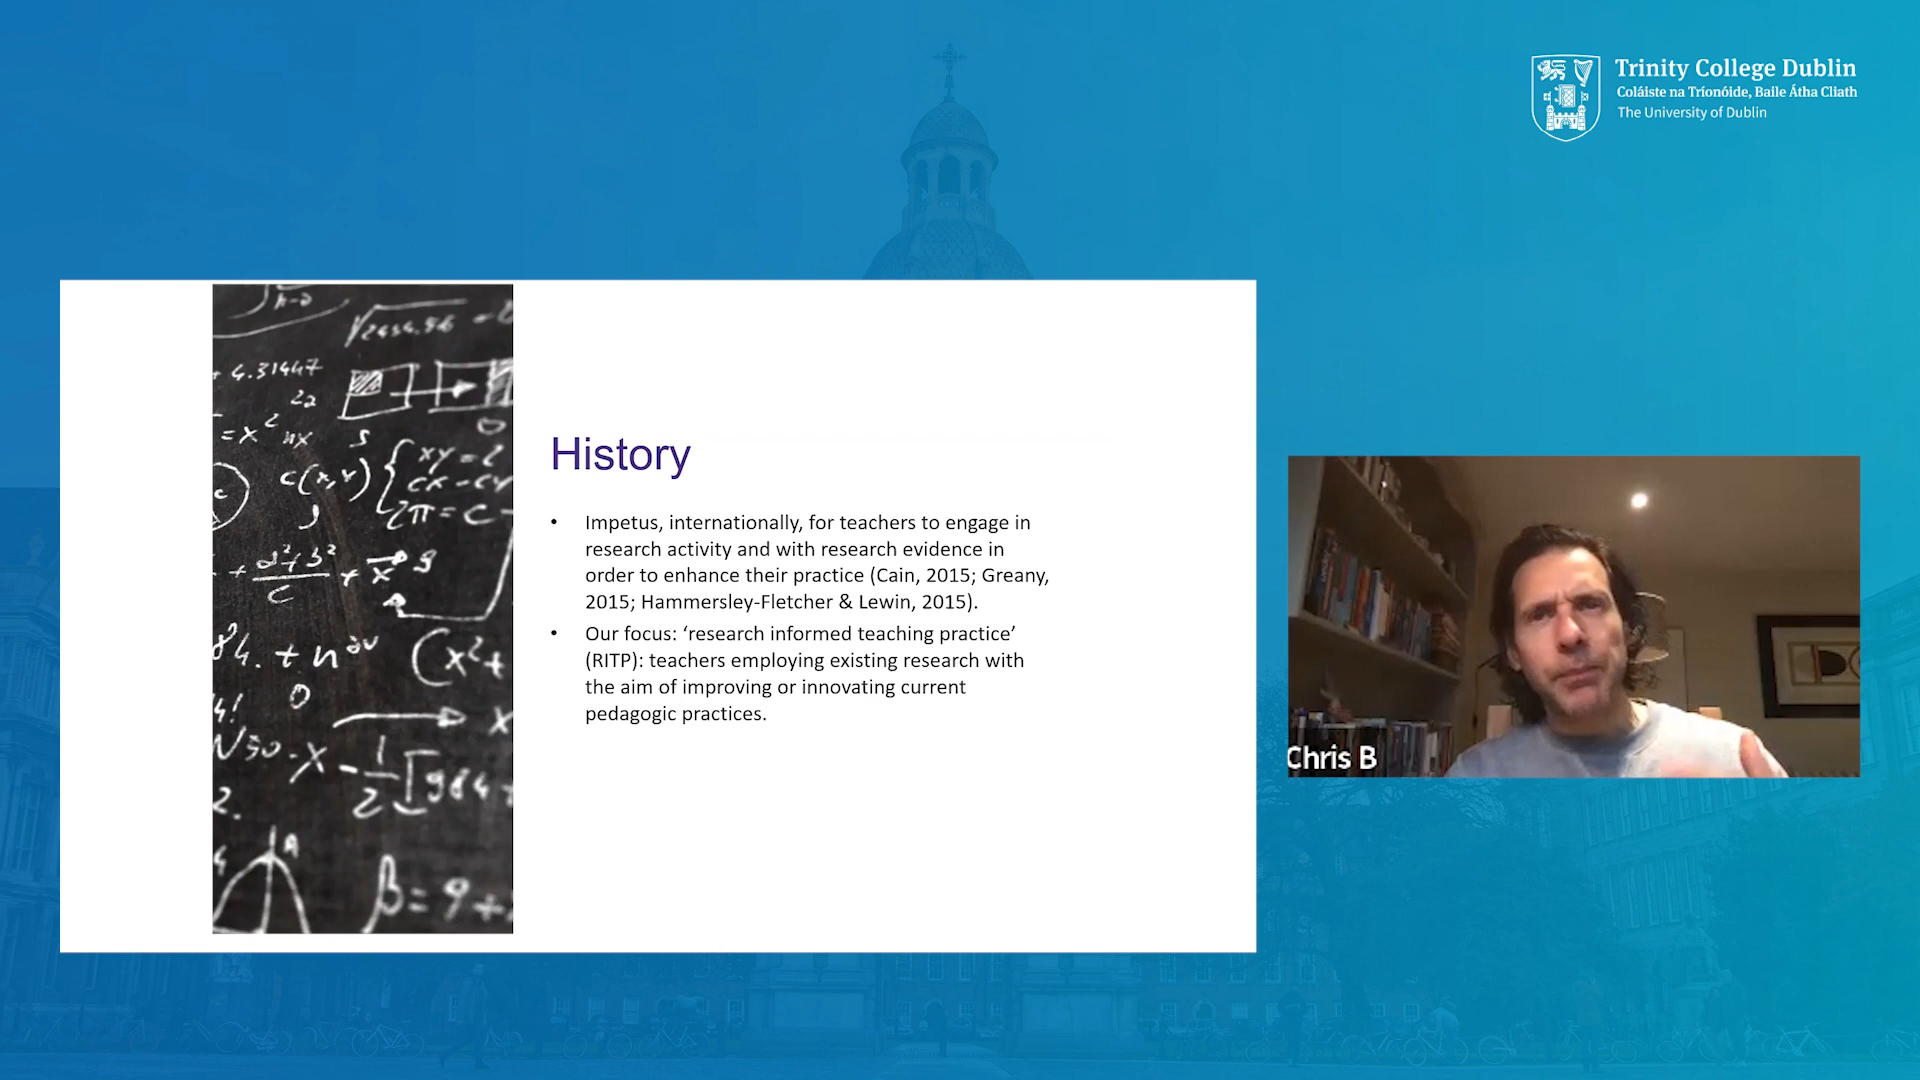 Trinity College Dublin
Coláiste na Tríonóide, Baile Átha Cliath
The University of Dublin
History
• Impetus, internationally, for teachers to engage in
research activity and with research evidence in
order to enhance their practice (Cain, 2015; Greany,
2015; Hammersley-Fletcher & Lewin, 2015).
• Our focus: ‘research informed teaching practice’
(RITP): teachers employing existing research with
the aim of improving or innovating current
pedagogic practices.
4.31447
2a
Chris B